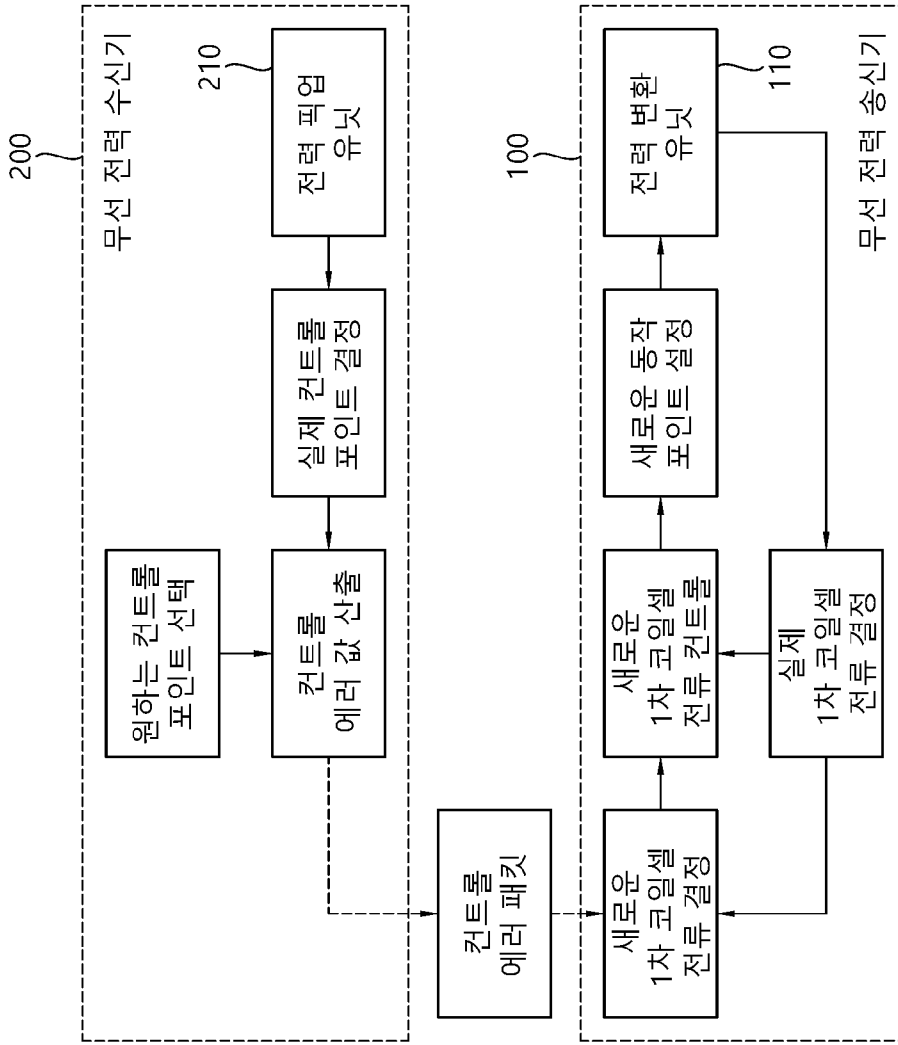 200
무선 전력 수신기
원하는 컨트롤
포인트 선택
컨트롤
에러 값 산출
실제 컨트롤
포인트 결정
210
전력 픽업
유닛
컨트롤
에러 패킷
100
새로운
1차 코일셀
전류 결정
새로운
1차 코일셀
전류 컨트롤
새로운 동작
포인트 설정
전력 변환
유닛
110
실제
1차 코일셀
전류 결정
무선 전력 송신기